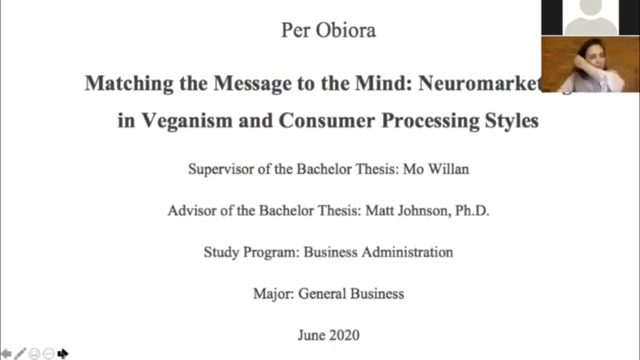 Per Obiora
Matching the Message to the Mind: Neuromarke
in Veganism and Consumer Processing Styles
Supervisor of the Bachelor Thesis: Mo Willan
Advisor of the Bachelor Thesis: Matt Johnson, Ph.D.
Study Program: Business Administration
Major: General Business
June 2020